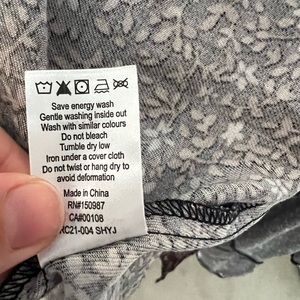 Save energy wash
Gentle washing inside out
Wash with similar colours
Do not bleach
Tumble dry low
Iron under a cover cloth
Do not twist or hang dry to
avoid deformation
Made in China
RN#150987
CA#00108
RC21-004 SHYJ